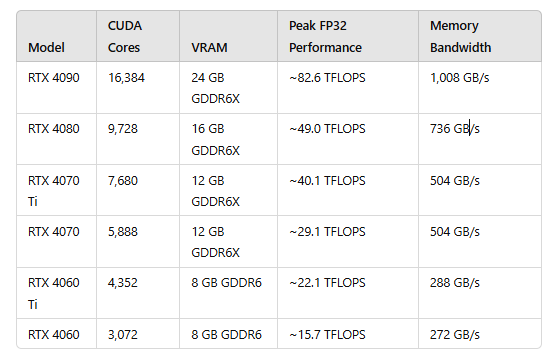 Model CUDA Cores VRAM Peak FP32 Performance Memory Bandwidth
RTX 4090 16,384 24 GB GDDR6X ~82.6 TFLOPS 1,008 GB/s
RTX 4080 9,728 16 GB GDDR6X ~49.0 TFLOPS 736 GB/s
RTX 4070 Ti 7,680 12 GB GDDR6X ~40.1 TFLOPS 504 GB/s
RTX 4070 5,888 12 GB GDDR6X ~29.1 TFLOPS 504 GB/s
RTX 4060 Ti 4,352 8 GB GDDR6 ~22.1 TFLOPS 288 GB/s
RTX 4060 3,072 8 GB GDDR6 ~15.7 TFLOPS 272 GB/s